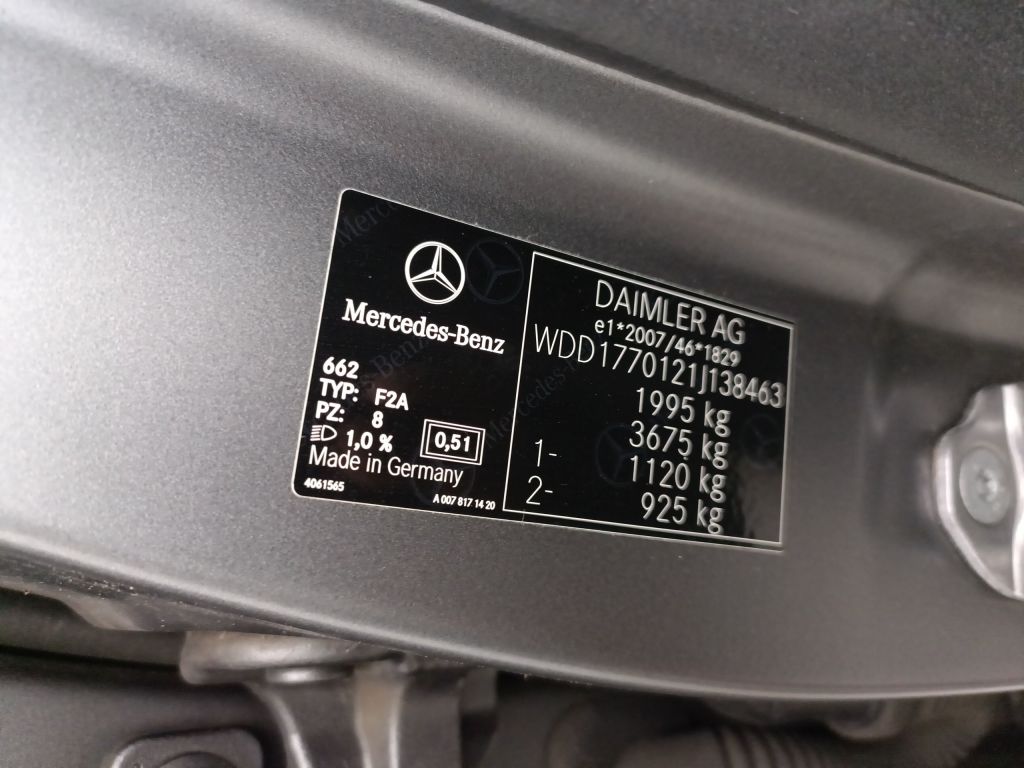 Mercedes-Benz
662
TYP: F2A
PZ: 8
1,0 %
0,51
Made in Germany
4061565
A 007 817 14 20
DAIMLER AG
e1*2007/46*1829
WDD1770121J138463
1995 kg
3675 kg
1- 1120 kg
2- 925 kg